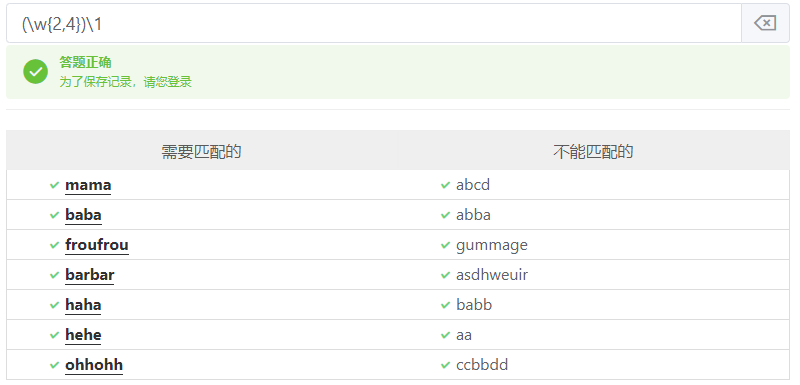 (\w{2,4})\1
答题正确
为了保存记录，请您登录
需要匹配的 不能匹配的
mama abcd
baba abba
froufrou gummage
barbar asdhweuir
haha babb
hehe aa
ohhohh ccbbdd